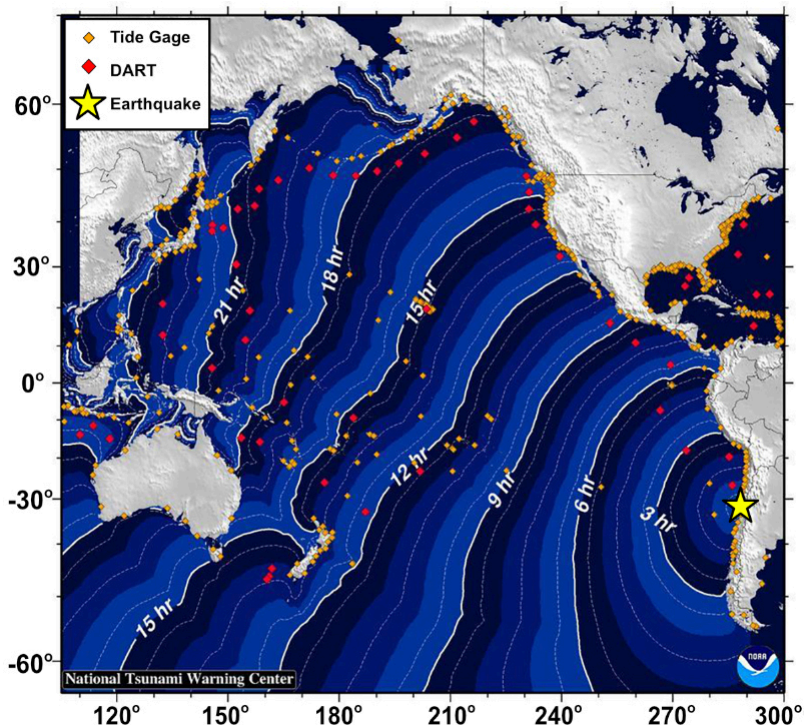 Tide Gage
DART
Earthquake
60°
30°
0°
-30°
-60°
21 hr
18 hr
15 hr
12 hr
9 hr
6 hr
3 hr
15 hr
NOAA
National Tsunami Warning Center
120°
150°
180°
210°
240°
270°
300°